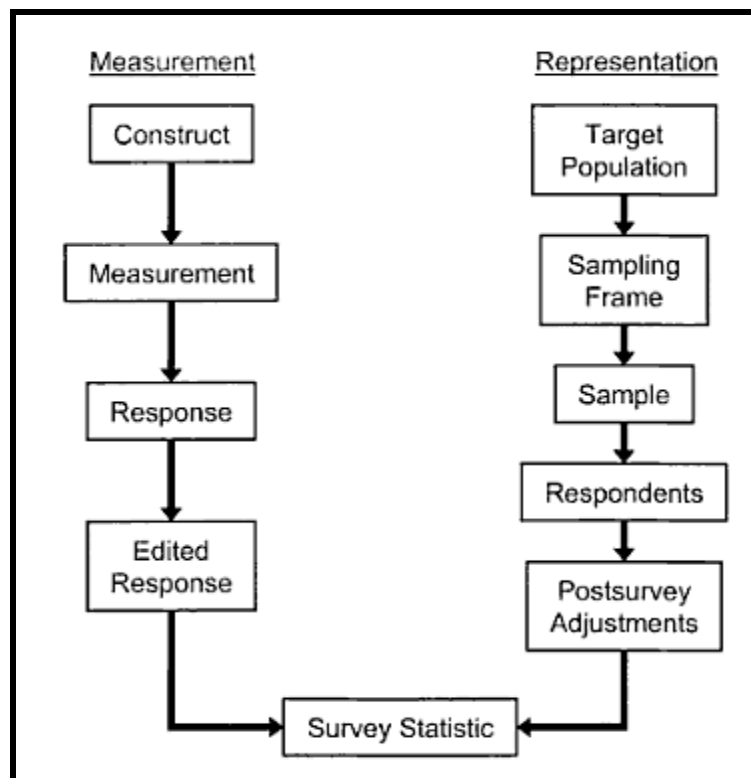 Measurement
Construct
Measurement
Response
Edited
Response
Representation
Target
Population
Sampling
Frame
Sample
Respondents
Postsurvey
Adjustments
Survey Statistic